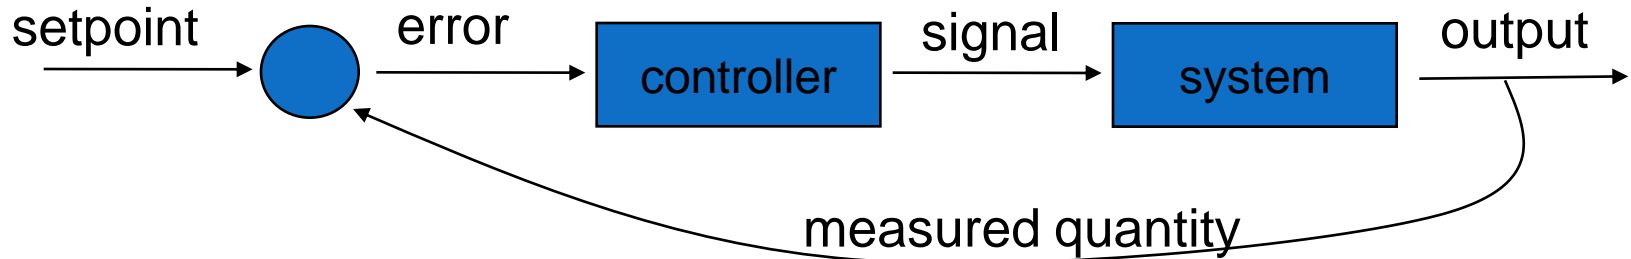 setpoint
error
controller
signal
system
output
measured quantity